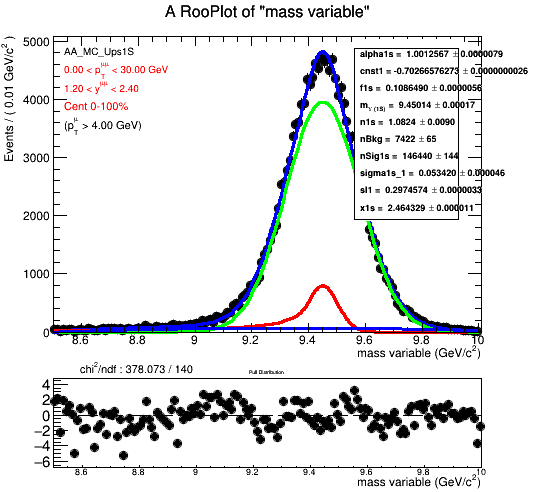 A RooPlot of "mass variable"
Events / ( 0.01 GeV/c² )
5000
4000
3000
2000
1000
0
AA_MC_Ups1S
0.00 < p_T^μμ < 30.00 GeV
1.20 < y^μμ < 2.40
Cent 0-100%
(p_T^μ > 4.00 GeV)
alpha1s = 1.0012567 ± 0.0000079
cnst1 = -0.70266576273 ± 0.0000000026
f1s = 0.1086490 ± 0.0000056
m_Υ(1S) = 9.45014 ± 0.00017
n1s = 1.0824 ± 0.0090
nBkg = 7422 ± 65
nSig1s = 146440 ± 144
sigma1s_1 = 0.053420 ± 0.000046
sl1 = 0.2974574 ± 0.0000033
x1s = 2.464329 ± 0.000011
8.6 8.8 9 9.2 9.4 9.6 9.8 10
mass variable (GeV/c²)
chi²/ndf : 378.073 / 140
Pull Distribution
4
2
0
−2
−4
−6
8.6 8.8 9 9.2 9.4 9.6 9.8 10
mass variable (GeV/c²)